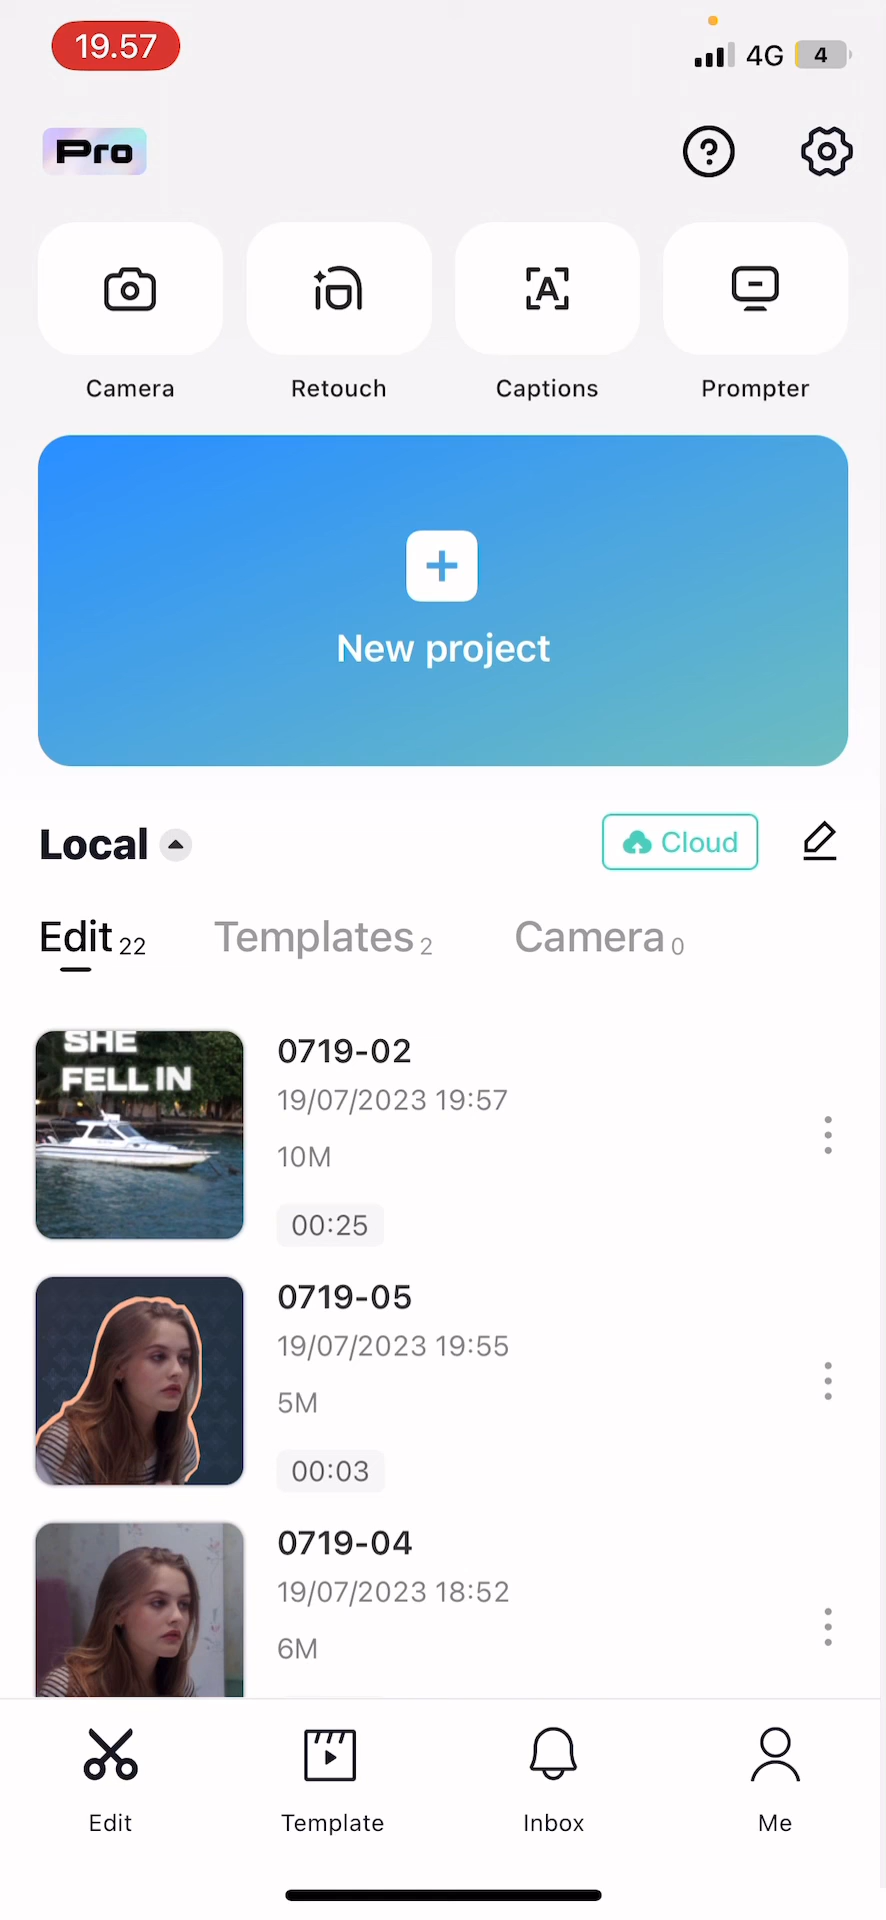 19.57
4G 4
Pro
Camera Retouch Captions Prompter
New project
Local Cloud
Edit 22 Templates 2 Camera 0
SHE
FELL IN
0719-02
19/07/2023 19:57
10M
00:25
0719-05
19/07/2023 19:55
5M
00:03
0719-04
19/07/2023 18:52
6M
Edit Template Inbox Me